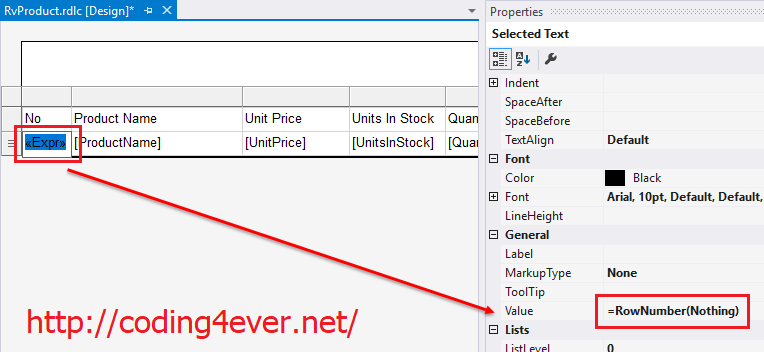 RvProduct.rdlc [Design]*
Properties
Selected Text
Indent
SpaceAfter
SpaceBefore
TextAlign Default
Font
Color Black
Font Arial, 10pt, Default, Default,
LineHeight
General
Label
MarkupType None
ToolTip
Value =RowNumber(Nothing)
Lists
ListLevel 0
No Product Name Unit Price Units In Stock Quan
«Expr» [ProductName] [UnitPrice] [UnitsInStock] [Quan
http://coding4ever.net/